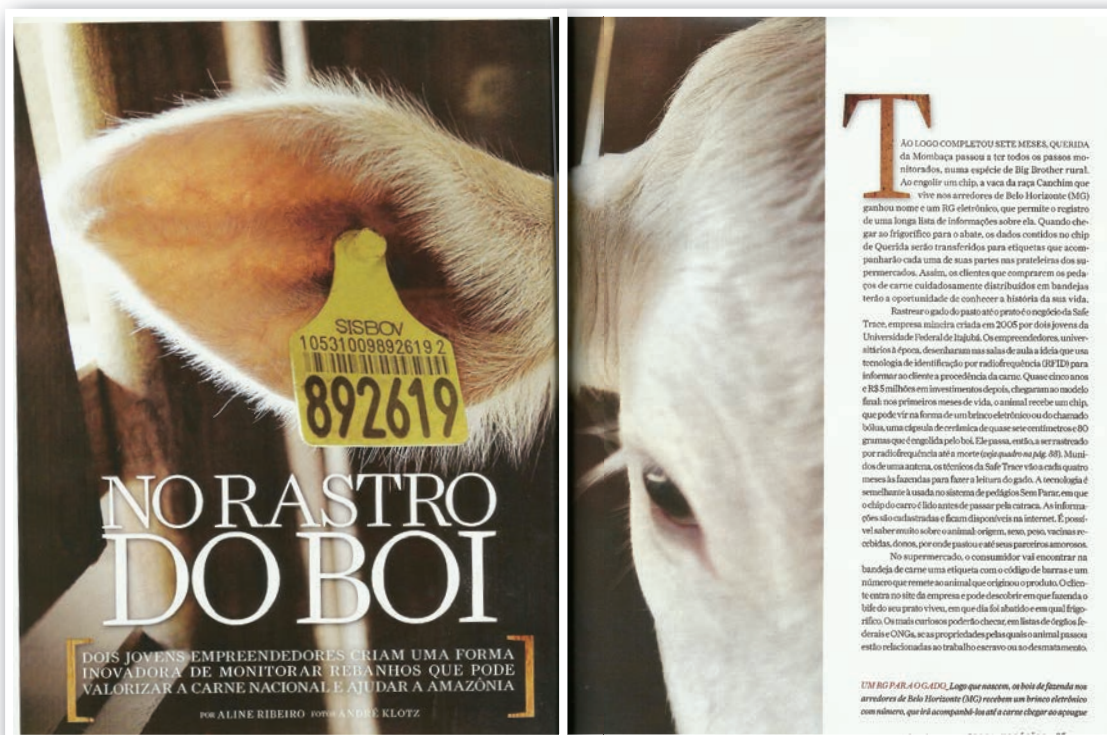 SISBOV
10531009892619 2
892619
NO RASTRO
DO BOI
DOIS JOVENS EMPREENDEDORES CRIAM UMA FORMA
INOVADORA DE MONITORAR REBANHOS QUE PODE
VALORIZAR A CARNE NACIONAL E AJUDAR A AMAZÔNIA
POR ALINE RIBEIRO FOTOS ANDRÉ KLOTZ
TÃO LOGO COMPLETOU SETE MESES, QUERIDA
da Mombaça passou a ter todos os passos mo-
nitorados, numa espécie de Big Brother rural.
Ao engolir um chip, a vaca da raça Canchim que
vive nos arredores de Belo Horizonte (MG)
ganhou nome e um RG eletrônico, que permite o registro
de uma longa lista de informações sobre ela. Quando che-
gar ao frigorífico para o abate, os dados contidos no chip
de Querida serão transferidos para etiquetas que acom-
panharão cada uma de suas partes nas prateleiras dos su-
permercados. Assim, os clientes que comprarem os peda-
ços de carne cuidadosamente distribuídos em bandejas
terão a oportunidade de conhecer a história da sua vida.
Rastrear o gado do pasto até o prato é o negócio da Safe
Trace, empresa mineira criada em 2005 por dois jovens da
Universidade Federal de Itajubá. Os empreendedores, univer-
sitários à época, desenharam nas salas de aula a ideia que usa
tecnologia de identificação por radiofrequência (RFID) para
informar ao cliente a procedência da carne. Quase cinco anos
e R$ 5 milhões em investimentos depois, chegaram ao modelo
final: nos primeiros meses de vida, o animal recebe um chip,
que pode vir na forma de um brinco eletrônico ou do chamado
bólus, uma cápsula de cerâmica de quase sete centímetros e 80
gramas que é engolida pelo boi. Ele passa, então, a ser rastreado
por radiofrequência até a morte (veja quadro na pág. 88). Muni-
dos de uma antena, os técnicos da Safe Trace vão a cada quatro
meses às fazendas para fazer a leitura do gado. A tecnologia é
semelhante à usada no sistema de pedágios Sem Parar, em que
o chip do carro é lido antes de passar pela catraca. As informa-
ções são cadastradas e ficam disponíveis na internet. É possí-
vel saber muito sobre o animal: origem, sexo, peso, vacinas re-
cebidas, donos, por onde pastou e até seus parceiros amorosos.
No supermercado, o consumidor vai encontrar na
bandeja de carne uma etiqueta com o código de barras e um
número que remete ao animal que originou o produto. O clien-
te entra no site da empresa e pode descobrir em que fazenda o
bife do seu prato viveu, em que dia foi abatido e em qual frigo-
rífico. Os mais curiosos poderão checar, em listas de órgãos fe-
derais e ONGs, se as propriedades pelas quais o animal passou
estão relacionadas ao trabalho escravo ou ao desmatamento.
UM RG PARA O GADO_Logo que nascem, os bois de fazenda nos
arredores de Belo Horizonte (MG) recebem um brinco eletrônico
com número, que irá acompanhá-los até a carne chegar ao açougue